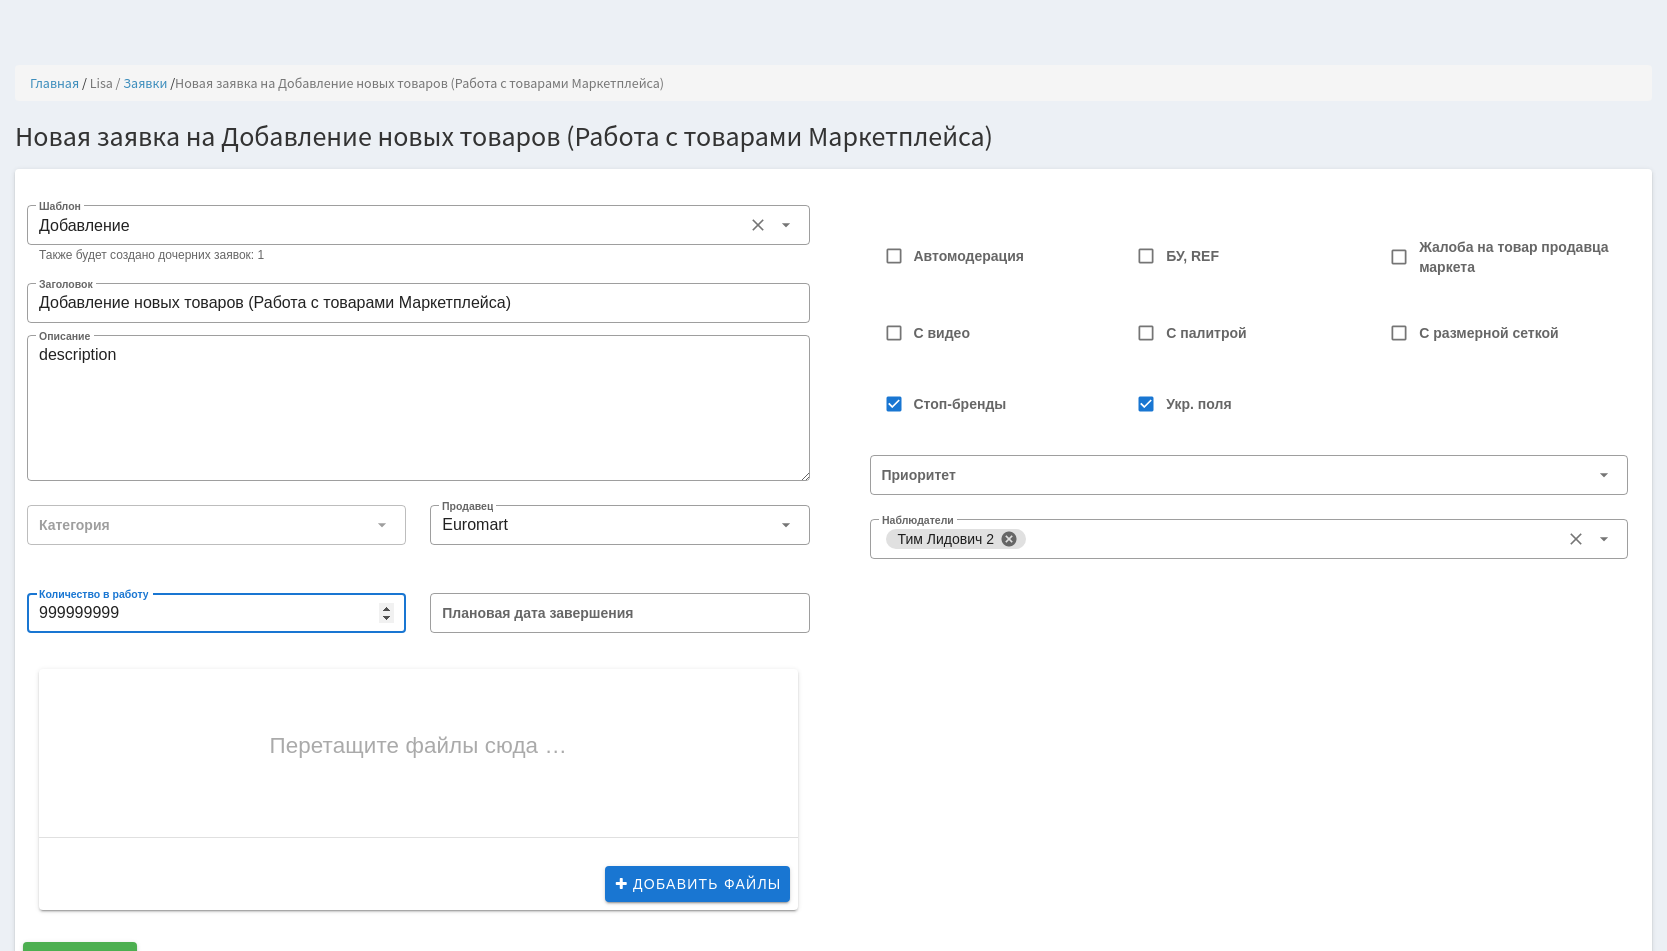 Главная / Lisa / Заявки /Новая заявка на Добавление новых товаров (Работа с товарами Маркетплейса)
Новая заявка на Добавление новых товаров (Работа с товарами Маркетплейса)
Шаблон
Добавление
Также будет создано дочерних заявок: 1
Заголовок
Добавление новых товаров (Работа с товарами Маркетплейса)
Описание
description
Категория
Продавец
Euromart
Количество в работу
999999999
Плановая дата завершения
Перетащите файлы сюда …
ДОБАВИТЬ ФАЙЛЫ
Автомодерация
БУ, REF
Жалоба на товар продавца
маркета
С видео
С палитрой
С размерной сеткой
Стоп-бренды
Укр. поля
Приоритет
Наблюдатели
Тим Лидович 2